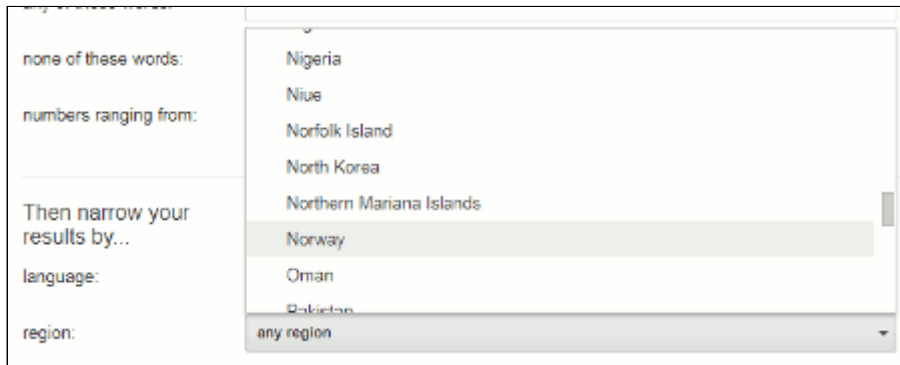 none of these words:
numbers ranging from:
Then narrow your
results by...
language:
region:
Nigeria
Niue
Norfolk Island
North Korea
Northern Mariana Islands
Norway
Oman
Pakistan
any region